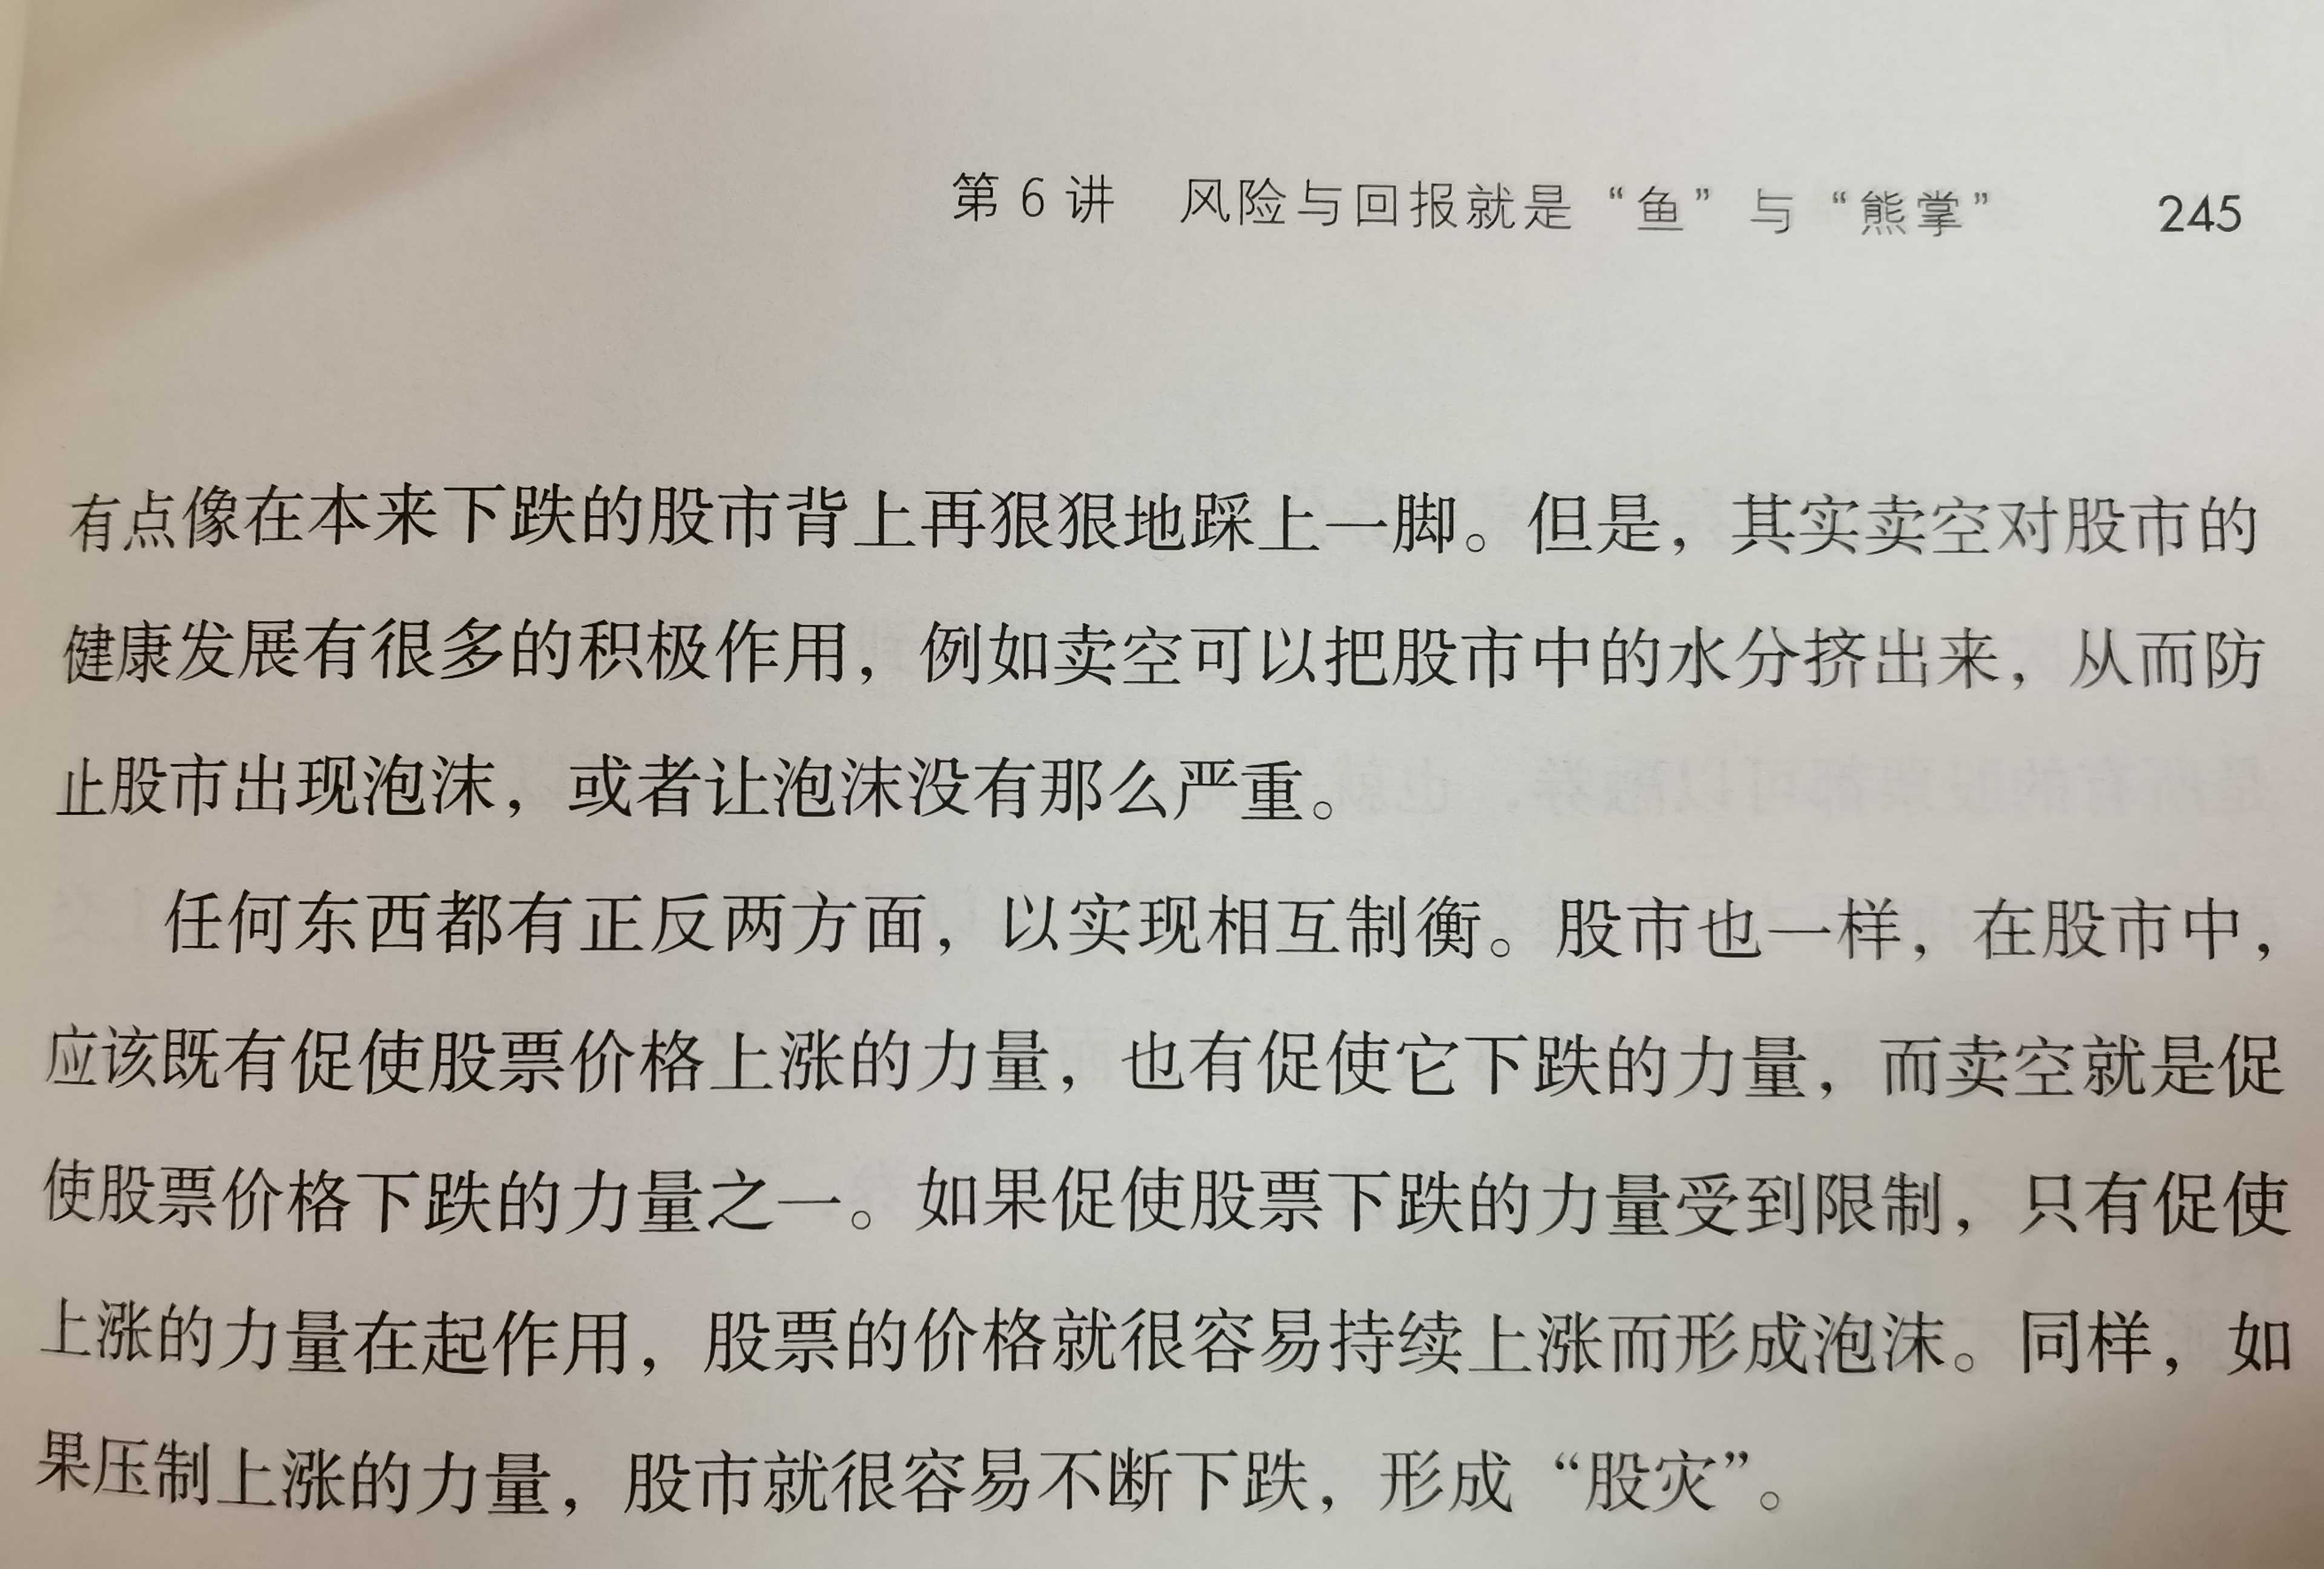 第 6 讲 风险与回报就是“鱼”与“熊掌” 245
有点像在本来下跌的股市背上再狠狠地踩上一脚。但是，其实卖空对股市的
健康发展有很多的积极作用，例如卖空可以把股市中的水分挤出来，从而防
止股市出现泡沫，或者让泡沫没有那么严重。
任何东西都有正反两方面，以实现相互制衡。股市也一样，在股市中，
应该既有促使股票价格上涨的力量，也有促使它下跌的力量，而卖空就是促
使股票价格下跌的力量之一。如果促使股票下跌的力量受到限制，只有促使
上涨的力量在起作用，股票的价格就很容易持续上涨而形成泡沫。同样，如
果压制上涨的力量，股市就很容易不断下跌，形成“股灾”。